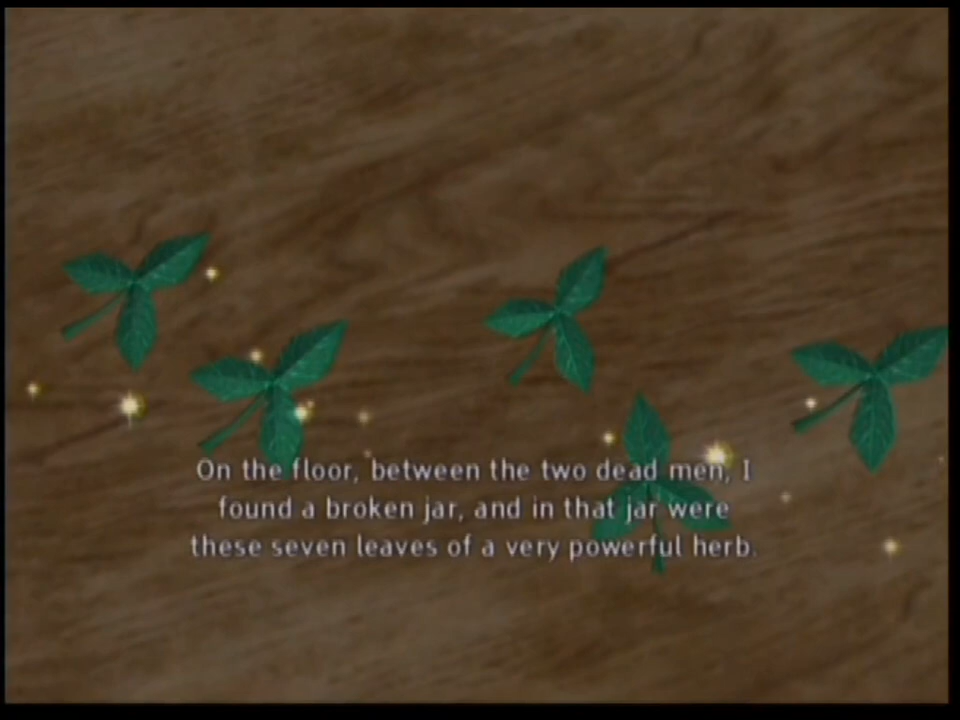 On the floor, between the two dead men, I
found a broken jar, and in that jar were
these seven leaves of a very powerful herb.